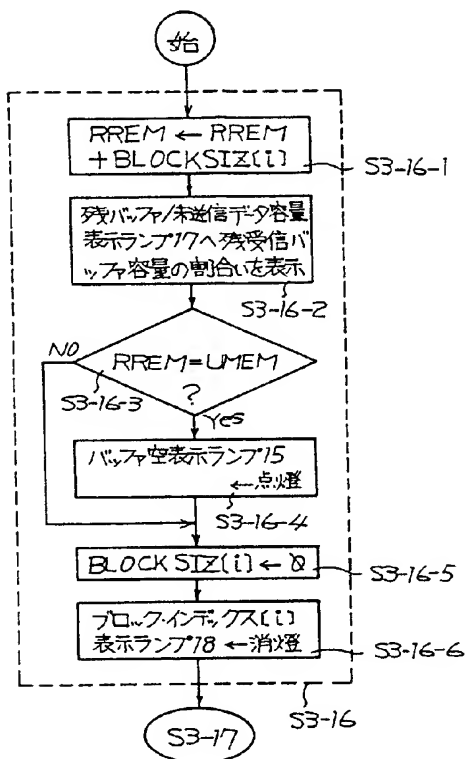 始
RREM ← RREM
+BLOCKSIZ[i]
S3-16-1
残バッファ/未送信データ容量
表示ランプ17へ残受信バ
ッファ容量の割合いを表示
S3-16-2
NO
RREM=UMEM
?
S3-16-3
Yes
バッファ空表示ランプ15
←点燈
S3-16-4
BLOCKSIZ[i]←0
S3-16-5
ブロック・インデックス[i]
表示ランプ18 ←消燈
S3-16-6
S3-16
S3-17